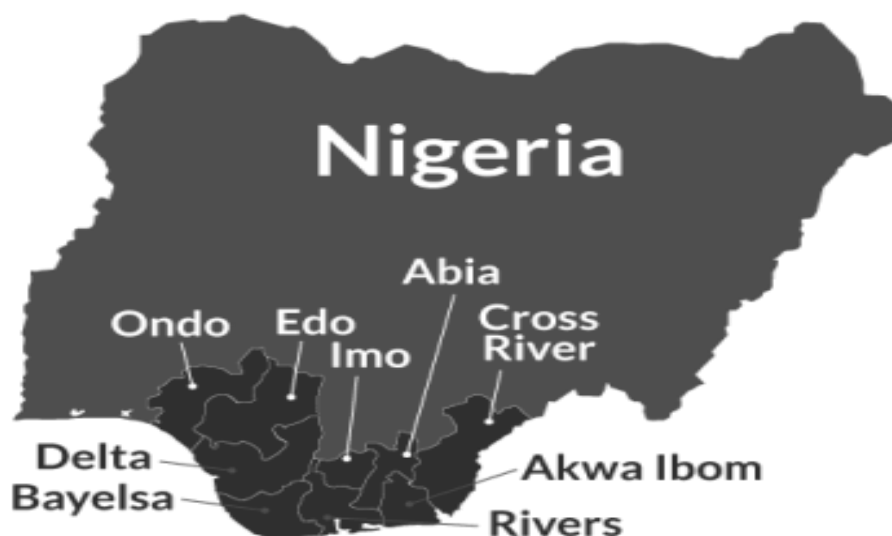 Nigeria
Abia
Ondo
Edo
Cross
River
Imo
Delta
Akwa Ibom
Bayelsa
Rivers